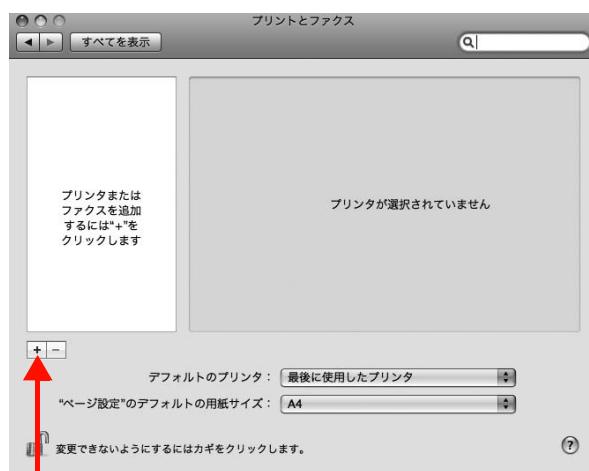 プリントとファクス
すべてを表示
プリンタまたは
ファクスを追加
するには“+”を
クリックします
プリンタが選択されていません
+ −
デフォルトのプリンタ： 最後に使用したプリンタ
“ページ設定”のデフォルトの用紙サイズ： A4
変更できないようにするにはカギをクリックします。
?